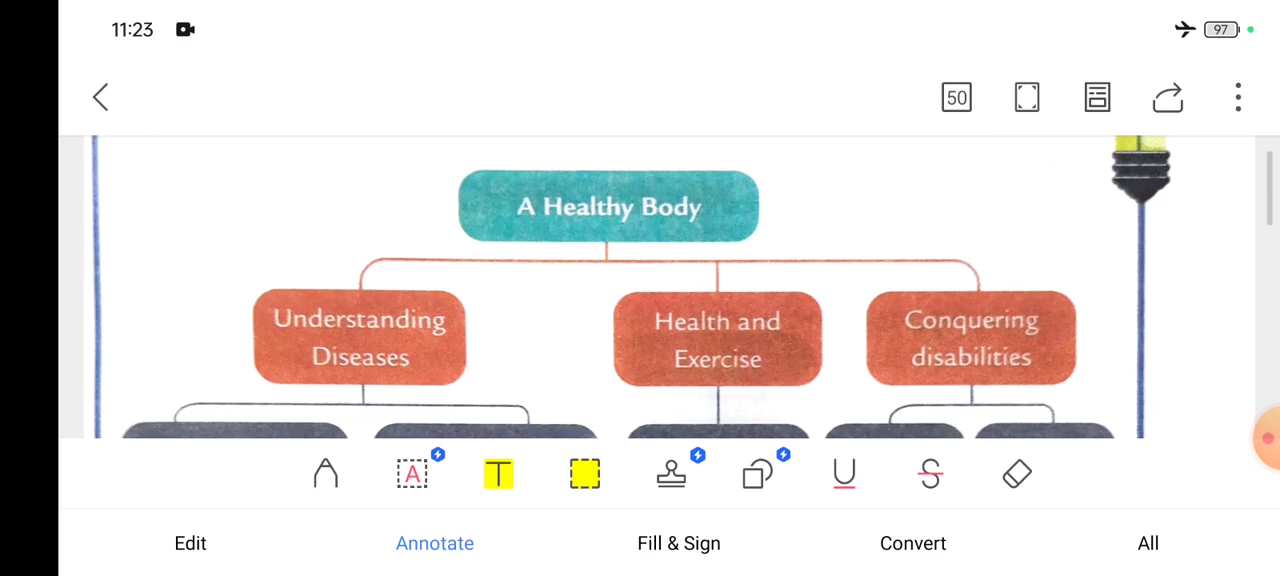 11:23
97
50
A Healthy Body
Understanding
Diseases
Health and
Exercise
Conquering
disabilities
A
T
U
S
Edit
Annotate
Fill & Sign
Convert
All